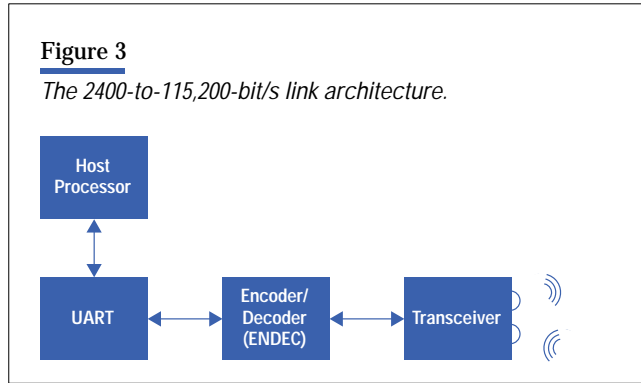 Figure 3
The 2400-to-115,200-bit/s link architecture.
Host
Processor
UART
Encoder/
Decoder
(ENDEC)
Transceiver